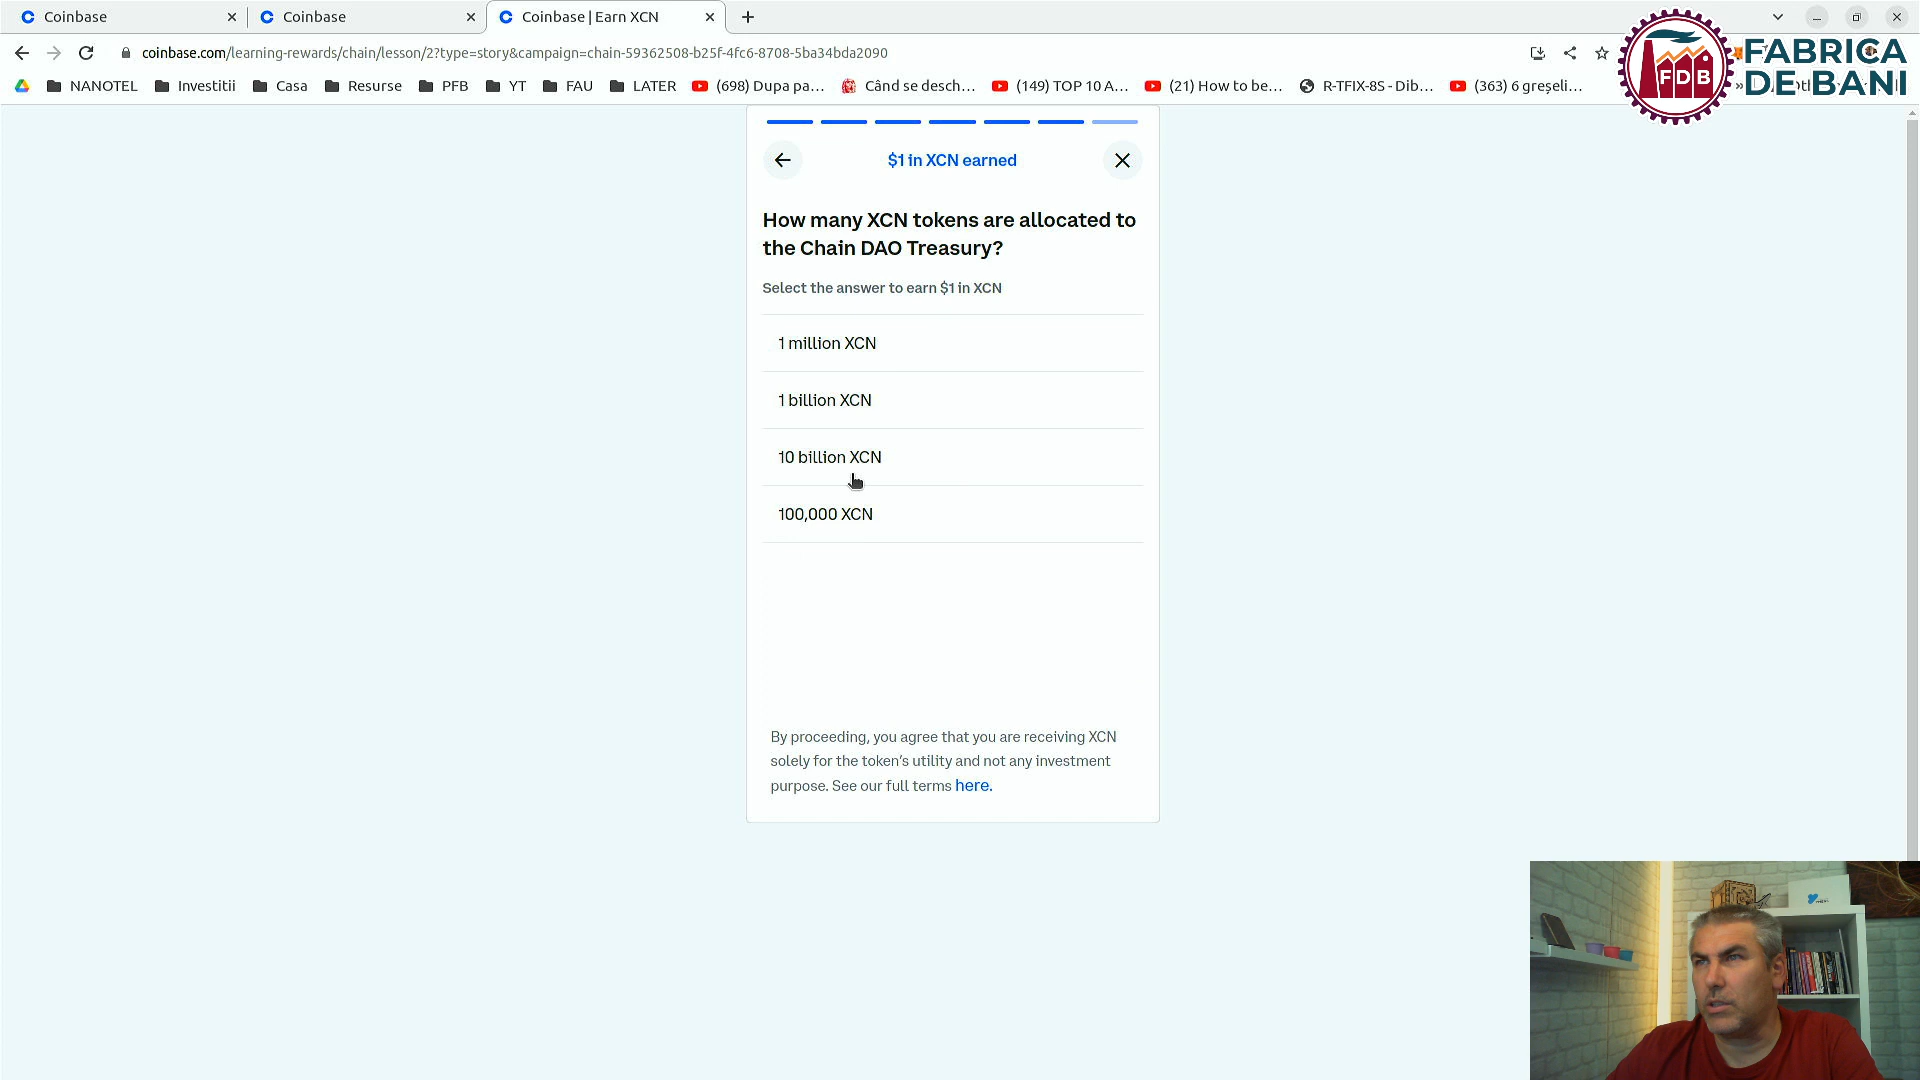 Coinbase
Coinbase
Coinbase | Earn XCN
coinbase.com/learning-rewards/chain/lesson/2?type=story&campaign=chain-59362508-b25f-4fc6-8708-5ba34bda2090
NANOTEL
Investitii
Casa
Resurse
PFB
YT
FAU
LATER
(698) Dupa pa...
Când se desch...
(149) TOP 10 A...
(21) How to be...
R-TFIX-8S - Dib...
(363) 6 greșeli...
FDB
FABRICA
DE BANI
$1 in XCN earned
How many XCN tokens are allocated to
the Chain DAO Treasury?
Select the answer to earn $1 in XCN
1 million XCN
1 billion XCN
10 billion XCN
100,000 XCN
By proceeding, you agree that you are receiving XCN
solely for the token's utility and not any investment
purpose. See our full terms here.